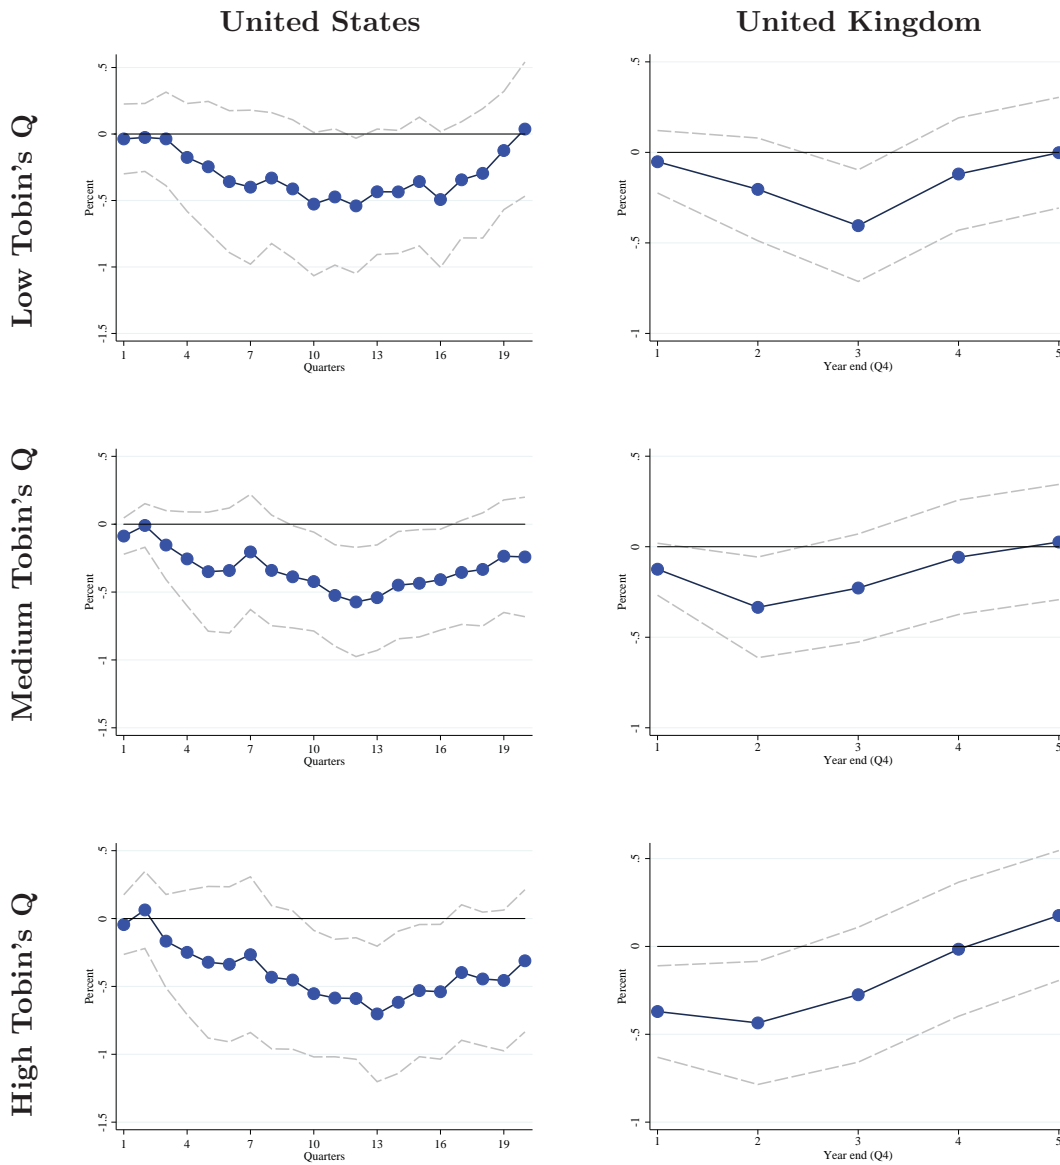 United States
United Kingdom
Low Tobin's Q
.5
0
-.5
-1
-1.5
Percent
1 4 7 10 13 16 19
Quarters
.5
0
-.5
-1
Percent
1 2 3 4 5
Year end (Q4)
Medium Tobin's Q
.5
0
-.5
-1
-1.5
Percent
1 4 7 10 13 16 19
Quarters
.5
0
-.5
-1
Percent
1 2 3 4 5
Year end (Q4)
High Tobin's Q
.5
0
-.5
-1
-1.5
Percent
1 4 7 10 13 16 19
Quarters
.5
0
-.5
-1
Percent
1 2 3 4 5
Year end (Q4)